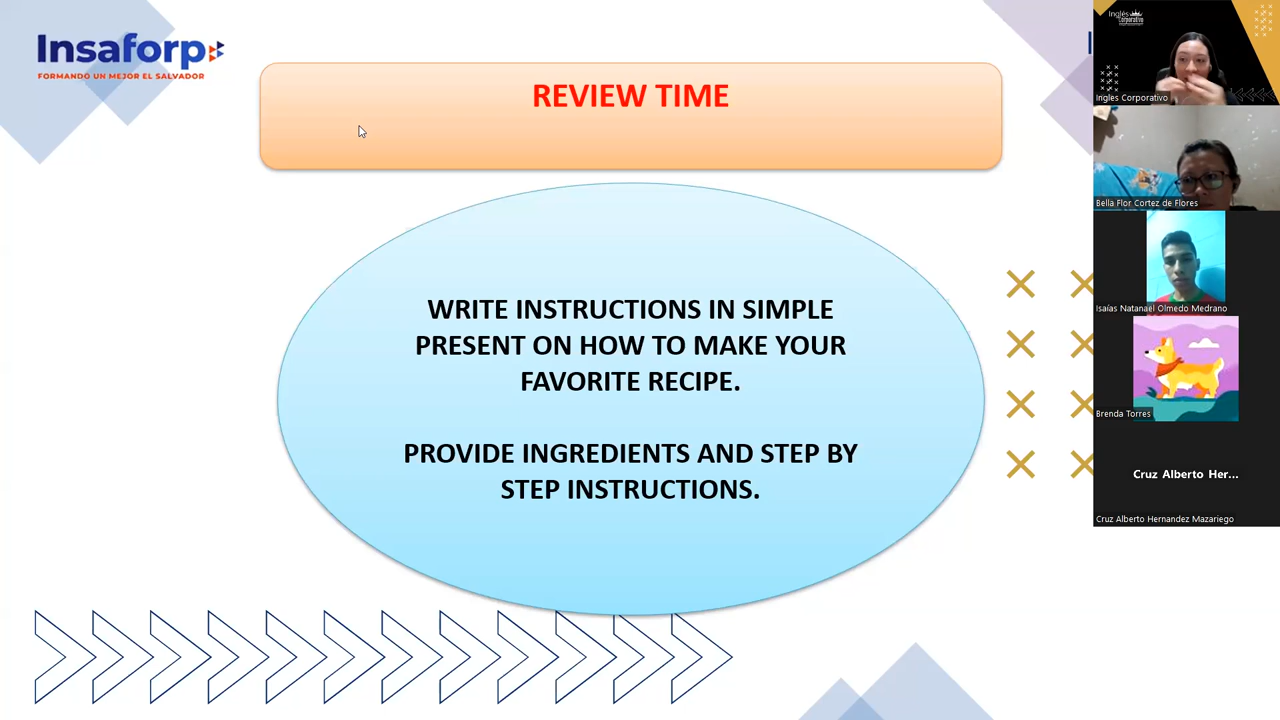 Insaforp
FORMANDO UN MEJOR EL SALVADOR
REVIEW TIME
WRITE INSTRUCTIONS IN SIMPLE
PRESENT ON HOW TO MAKE YOUR
FAVORITE RECIPE.
PROVIDE INGREDIENTS AND STEP BY
STEP INSTRUCTIONS.
Inglés
Corporativo
Ingles Corporativo
Bella Flor Cortez de Flores
Isaías Natanael Olmedo Medrano
Brenda Torres
Cruz Alberto Her...
Cruz Alberto Hernandez Mazariego